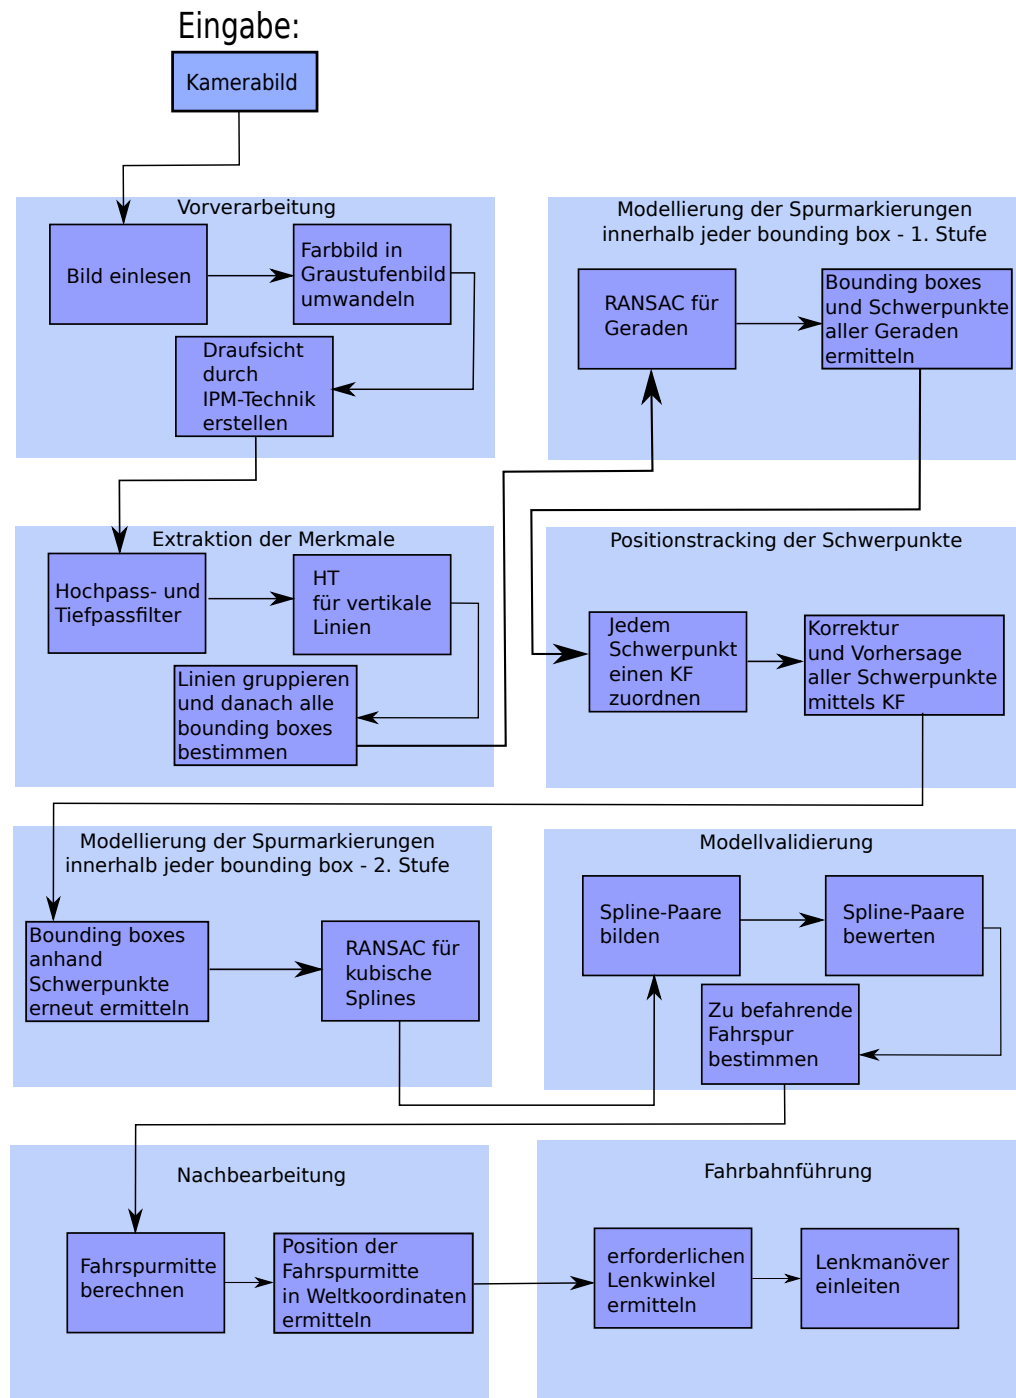 Eingabe:
Kamerabild
Vorverarbeitung
Bild einlesen
Farbbild in
Graustufenbild
umwandeln
Draufsicht
durch
IPM-Technik
erstellen
Extraktion der Merkmale
Hochpass- und
Tiefpassfilter
HT
für vertikale
Linien
Linien gruppieren
und danach alle
bounding boxes
bestimmen
Modellierung der Spurmarkierungen
innerhalb jeder bounding box - 1. Stufe
RANSAC für
Geraden
Bounding boxes
und Schwerpunkte
aller Geraden
ermitteln
Positionstracking der Schwerpunkte
Jedem
Schwerpunkt
einen KF
zuordnen
Korrektur
und Vorhersage
aller Schwerpunkte
mittels KF
Modellierung der Spurmarkierungen
innerhalb jeder bounding box - 2. Stufe
Bounding boxes
anhand
Schwerpunkte
erneut ermitteln
RANSAC für
kubische
Splines
Modellvalidierung
Spline-Paare
bilden
Spline-Paare
bewerten
Zu befahrende
Fahrspur
bestimmen
Nachbearbeitung
Fahrspurmitte
berechnen
Position der
Fahrspurmitte
in Weltkoordinaten
ermitteln
Fahrbahnführung
erforderlichen
Lenkwinkel
ermitteln
Lenkmanöver
einleiten